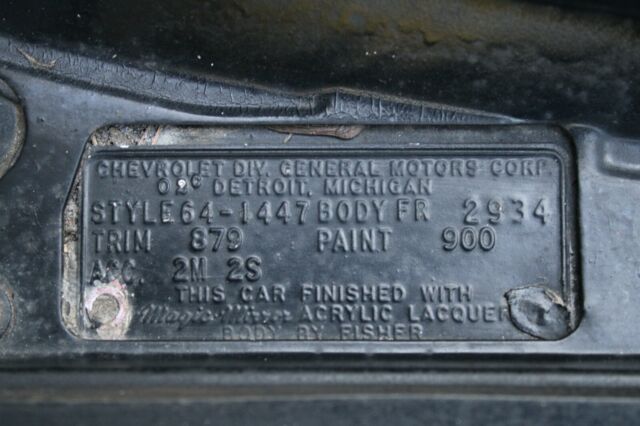 CHEVROLET DIV. GENERAL MOTORS CORP.
DETROIT, MICHIGAN
STYLE 64-1447 BODY FR 2934
TRIM 879 PAINT 900
ACC. 2M 2S
THIS CAR FINISHED WITH
Magic-Mirror ACRYLIC LACQUER
BODY BY FISHER